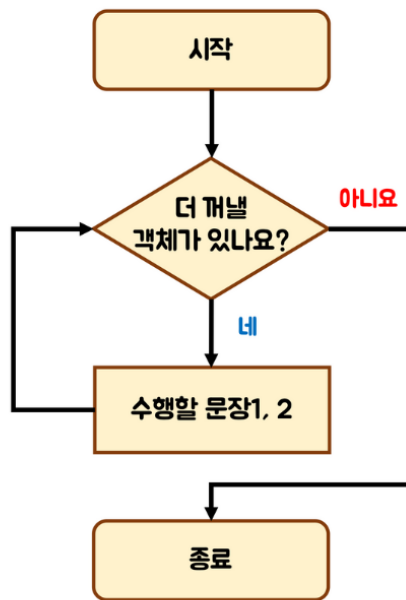 시작
더 꺼낼
객체가 있나요?
아니요
네
수행할 문장1, 2
종료